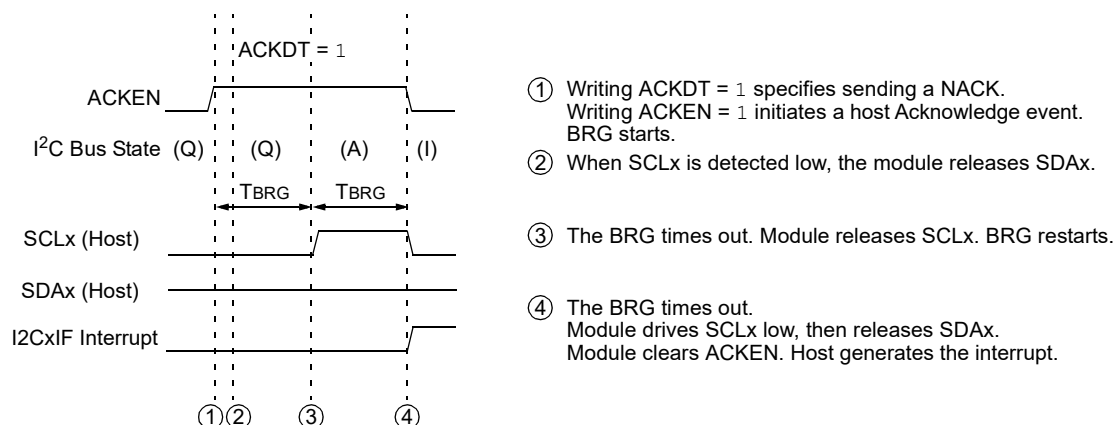 ACKDT = 1
ACKEN
I²C Bus State (Q) (Q) (A) (I)
TBRG TBRG
SCLx (Host)
SDAx (Host)
I2CxIF Interrupt
① ② ③ ④
① Writing ACKDT = 1 specifies sending a NACK.
Writing ACKEN = 1 initiates a host Acknowledge event.
BRG starts.
② When SCLx is detected low, the module releases SDAx.
③ The BRG times out. Module releases SCLx. BRG restarts.
④ The BRG times out.
Module drives SCLx low, then releases SDAx.
Module clears ACKEN. Host generates the interrupt.